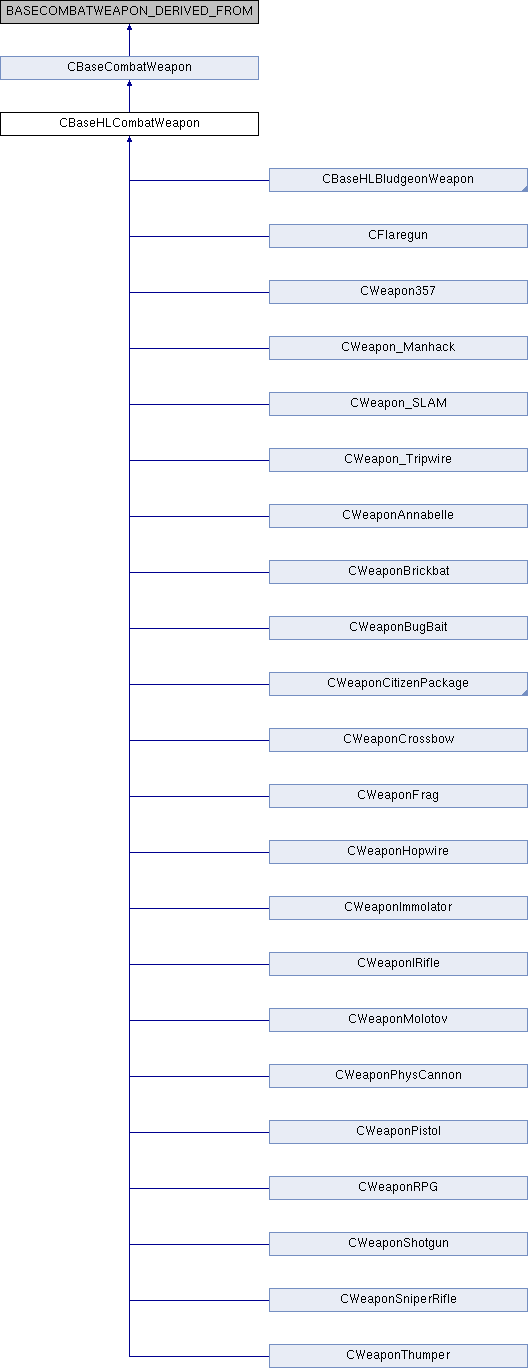 BASECOMBATWEAPON_DERIVED_FROM
CBaseCombatWeapon
CBaseHLCombatWeapon
CBaseHLBludgeonWeapon
CFlaregun
CWeapon357
CWeapon_Manhack
CWeapon_SLAM
CWeapon_Tripwire
CWeaponAnnabelle
CWeaponBrickbat
CWeaponBugBait
CWeaponCitizenPackage
CWeaponCrossbow
CWeaponFrag
CWeaponHopwire
CWeaponImmolator
CWeaponIRifle
CWeaponMolotov
CWeaponPhysCannon
CWeaponPistol
CWeaponRPG
CWeaponShotgun
CWeaponSniperRifle
CWeaponThumper